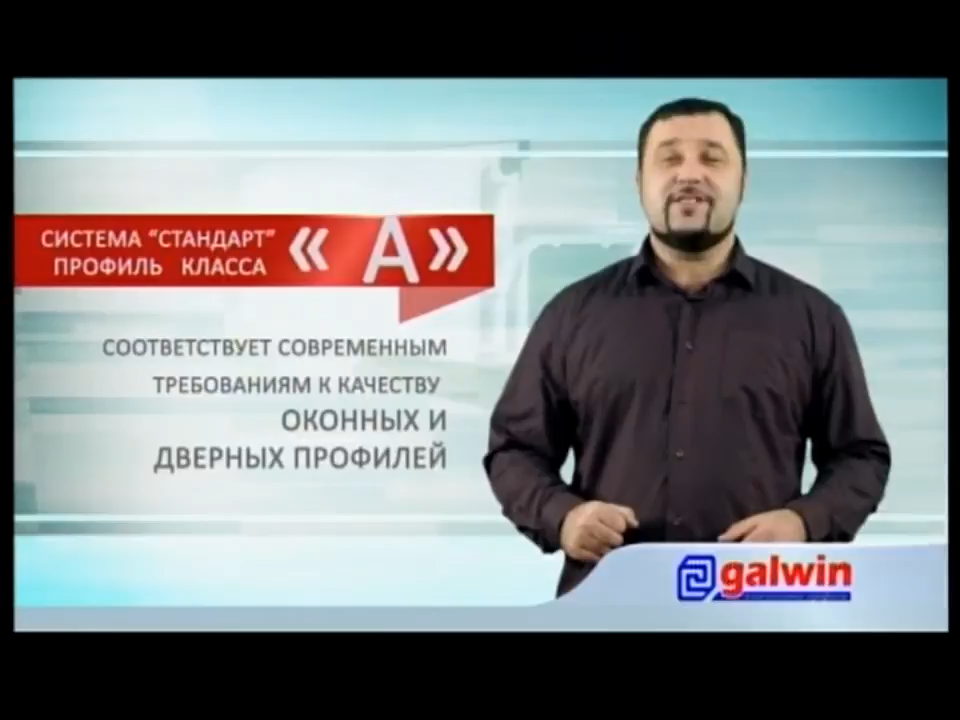 СИСТЕМА “СТАНДАРТ”
ПРОФИЛЬ КЛАССА
« А »
СООТВЕТСТВУЕТ СОВРЕМЕННЫМ
ТРЕБОВАНИЯМ К КАЧЕСТВУ
ОКОННЫХ И
ДВЕРНЫХ ПРОФИЛЕЙ
galwin